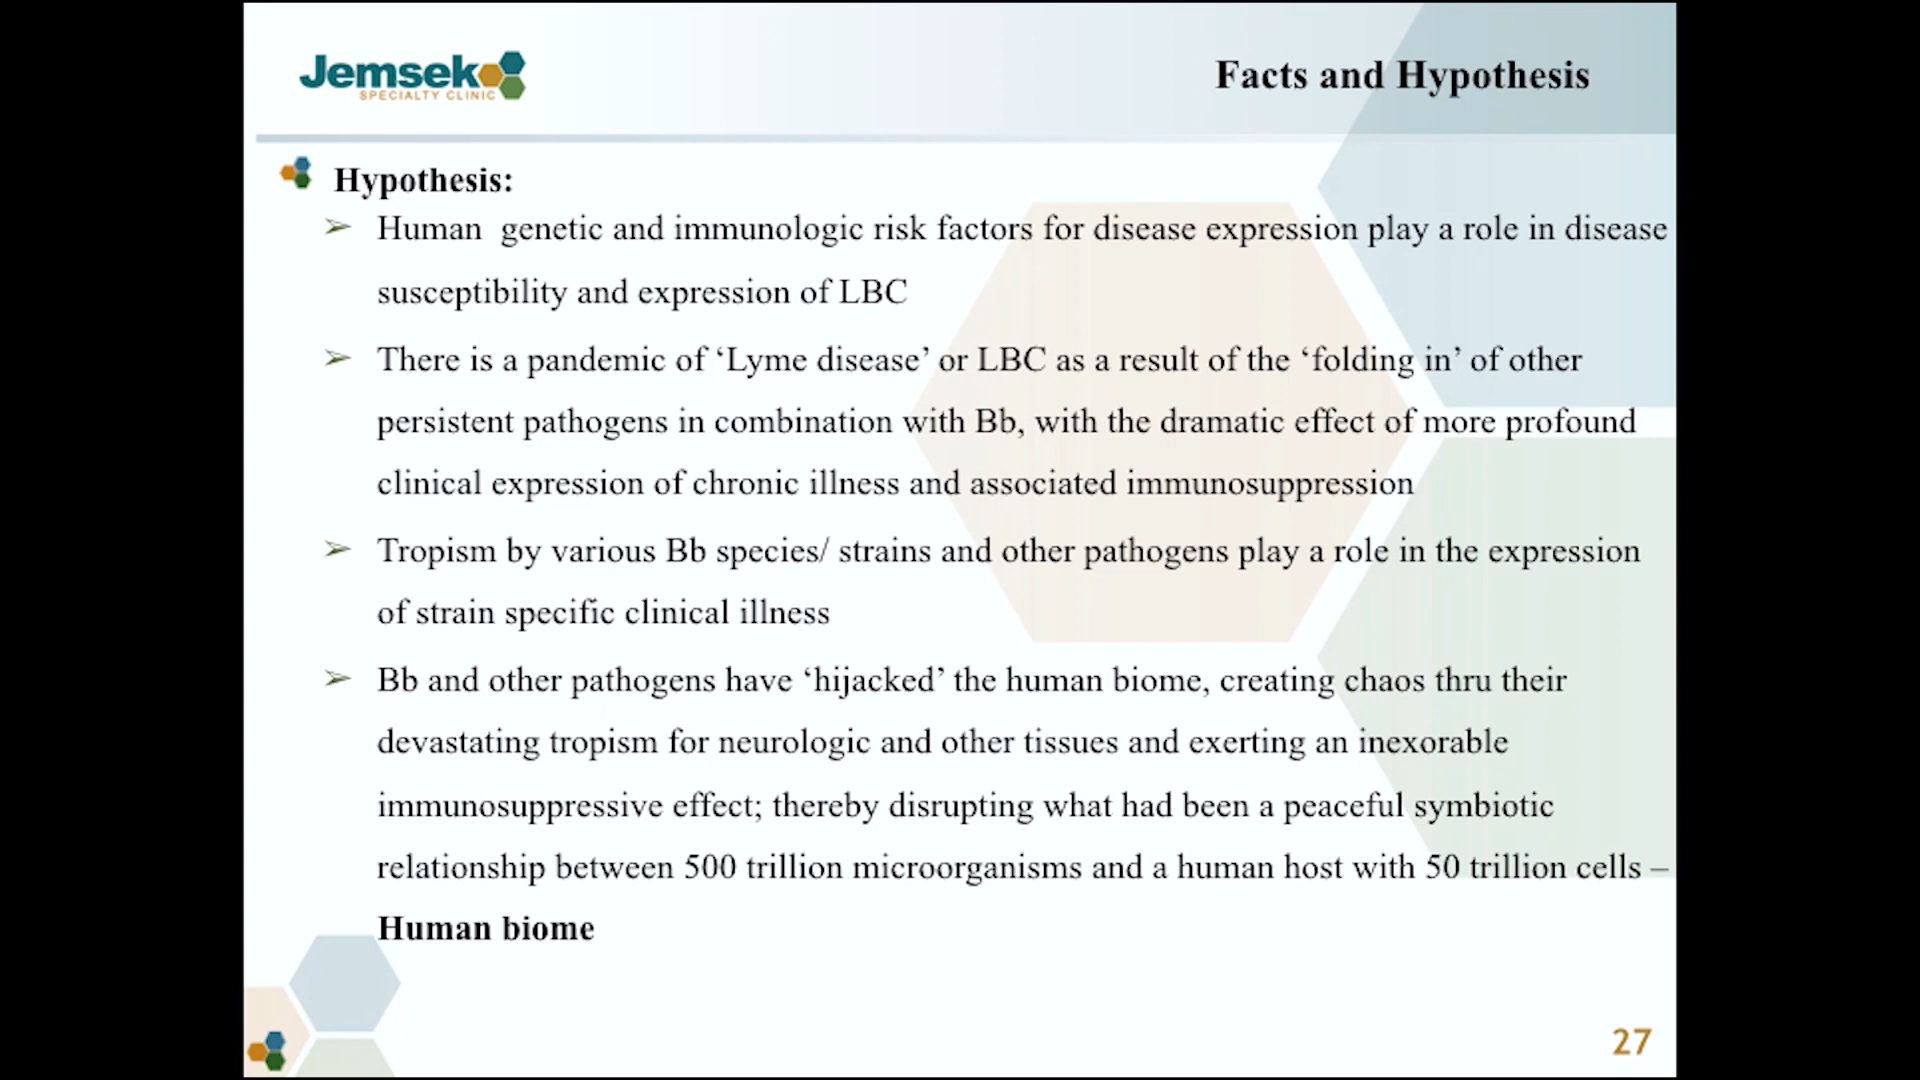 Jemsek
SPECIALTY CLINIC
Facts and Hypothesis
Hypothesis:
➢ Human genetic and immunologic risk factors for disease expression play a role in disease
susceptibility and expression of LBC
➢ There is a pandemic of ‘Lyme disease’ or LBC as a result of the ‘folding in’ of other
persistent pathogens in combination with Bb, with the dramatic effect of more profound
clinical expression of chronic illness and associated immunosuppression
➢ Tropism by various Bb species/ strains and other pathogens play a role in the expression
of strain specific clinical illness
➢ Bb and other pathogens have ‘hijacked’ the human biome, creating chaos thru their
devastating tropism for neurologic and other tissues and exerting an inexorable
immunosuppressive effect; thereby disrupting what had been a peaceful symbiotic
relationship between 500 trillion microorganisms and a human host with 50 trillion cells –
Human biome
27